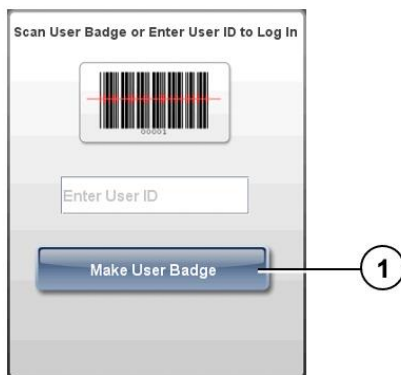 Scan User Badge or Enter User ID to Log In
00001
Enter User ID
Make User Badge
1